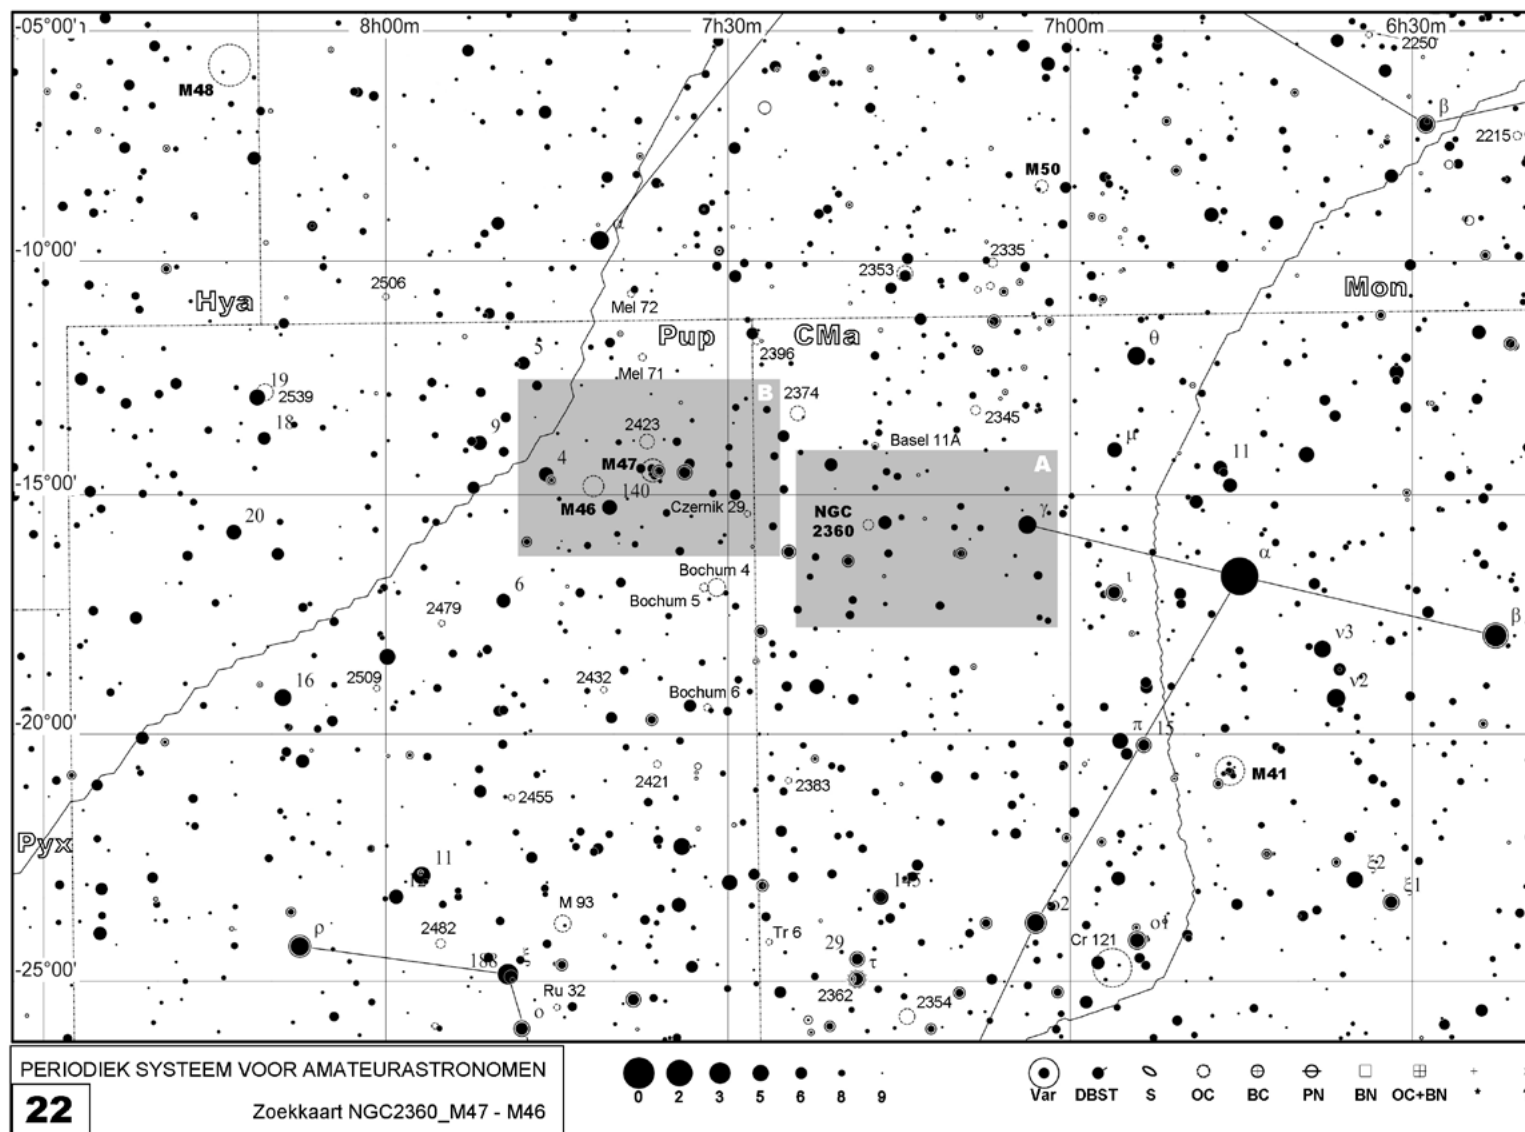 -05°00'
8h00m
7h30m
7h00m
6h30m
2250
M48
β
2215
M50
α
-10°00'
2353
2335
2506
Hya
Mel 72
Mon
Pup
CMa
5
2396
θ
Mel 71
19
2539
B
2374
2345
18
9
2423
Basel 11A
μ
11
M47
4
A
-15°00'
140
M46
Czernik 29
NGC
2360
γ
20
α
Bochum 4
6
Bochum 5
ι
2479
β
ν3
16
2509
2432
Bochum 6
ν2
-20°00'
π
15
2421
2383
M41
2455
Pyx
11
12
145
ξ2
ξ1
M 93
ρ
2482
Tr 6
29
ο2
ο1
Cr 121
188
ξ
τ
-25°00'
Ru 32
2362
2354
ο
PERIODIEK SYSTEEM VOOR AMATEURASTRONOMEN
22
Zoekkaart NGC2360_M47 - M46
0 2 3 5 6 8 9
Var DBST S OC BC PN BN OC+BN *